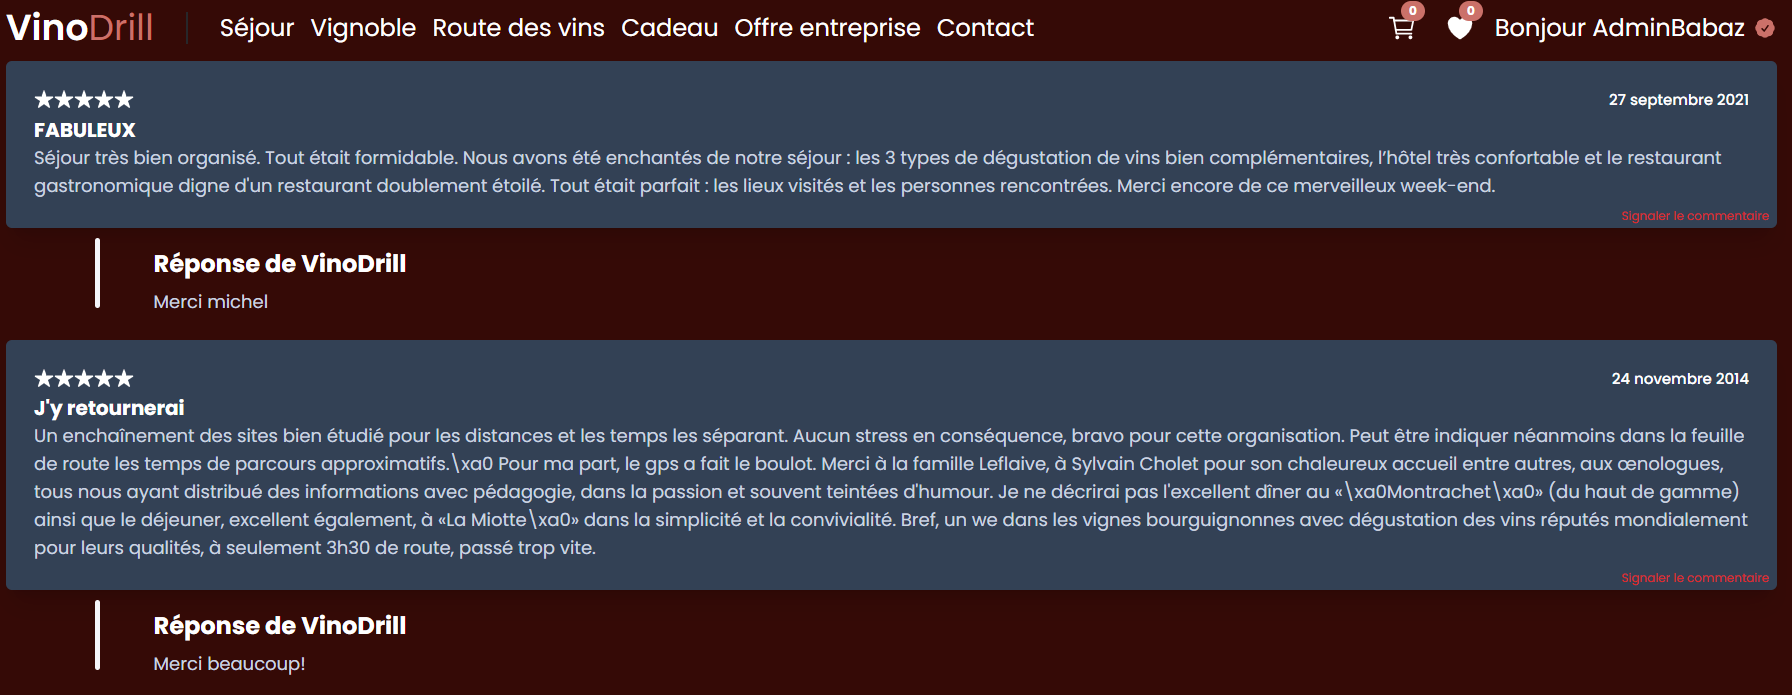 VinoDrill Séjour Vignoble Route des vins Cadeau Offre entreprise Contact 0 0 Bonjour AdminBabaz
27 septembre 2021
FABULEUX
Séjour très bien organisé. Tout était formidable. Nous avons été enchantés de notre séjour : les 3 types de dégustation de vins bien complémentaires, l’hôtel très confortable et le restaurant
gastronomique digne d'un restaurant doublement étoilé. Tout était parfait : les lieux visités et les personnes rencontrées. Merci encore de ce merveilleux week-end.
Signaler le commentaire
Réponse de VinoDrill
Merci michel
24 novembre 2014
J'y retournerai
Un enchaînement des sites bien étudié pour les distances et les temps les séparant. Aucun stress en conséquence, bravo pour cette organisation. Peut être indiquer néanmoins dans la feuille
de route les temps de parcours approximatifs.\xa0 Pour ma part, le gps a fait le boulot. Merci à la famille Leflaive, à Sylvain Cholet pour son chaleureux accueil entre autres, aux œnologues,
tous nous ayant distribué des informations avec pédagogie, dans la passion et souvent teintées d'humour. Je ne décrirai pas l'excellent dîner au «\xa0Montrachet\xa0» (du haut de gamme)
ainsi que le déjeuner, excellent également, à «La Miotte\xa0» dans la simplicité et la convivialité. Bref, un we dans les vignes bourguignonnes avec dégustation des vins réputés mondialement
pour leurs qualités, à seulement 3h30 de route, passé trop vite.
Signaler le commentaire
Réponse de VinoDrill
Merci beaucoup!